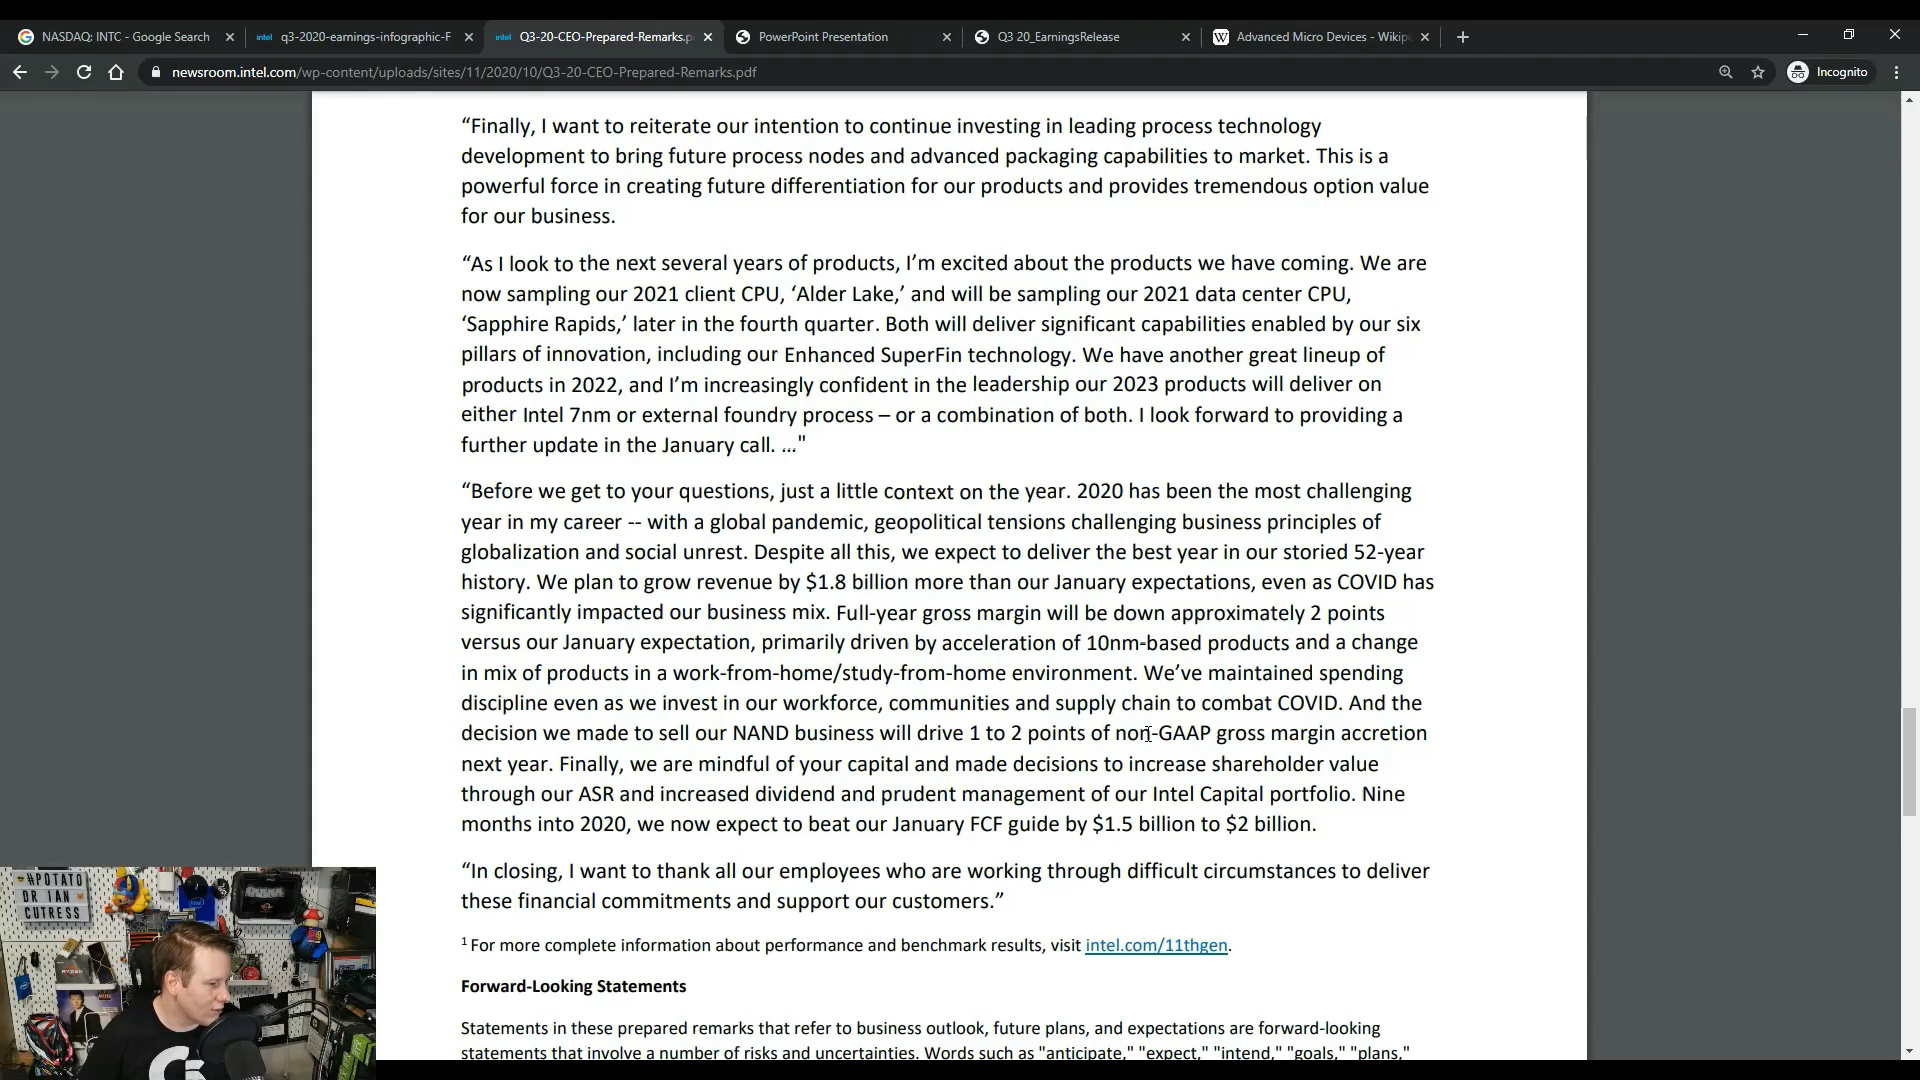 NASDAQ: INTC - Google Search
intel q3-2020-earnings-infographic-F
intel Q3-20-CEO-Prepared-Remarks.p
PowerPoint Presentation
Q3 20_EarningsRelease
W Advanced Micro Devices - Wikip
newsroom.intel.com/wp-content/uploads/sites/11/2020/10/Q3-20-CEO-Prepared-Remarks.pdf
Incognito
“Finally, I want to reiterate our intention to continue investing in leading process technology
development to bring future process nodes and advanced packaging capabilities to market. This is a
powerful force in creating future differentiation for our products and provides tremendous option value
for our business.
“As I look to the next several years of products, I’m excited about the products we have coming. We are
now sampling our 2021 client CPU, ‘Alder Lake,’ and will be sampling our 2021 data center CPU,
‘Sapphire Rapids,’ later in the fourth quarter. Both will deliver significant capabilities enabled by our six
pillars of innovation, including our Enhanced SuperFin technology. We have another great lineup of
products in 2022, and I’m increasingly confident in the leadership our 2023 products will deliver on
either Intel 7nm or external foundry process – or a combination of both. I look forward to providing a
further update in the January call. …"
“Before we get to your questions, just a little context on the year. 2020 has been the most challenging
year in my career -- with a global pandemic, geopolitical tensions challenging business principles of
globalization and social unrest. Despite all this, we expect to deliver the best year in our storied 52-year
history. We plan to grow revenue by $1.8 billion more than our January expectations, even as COVID has
significantly impacted our business mix. Full-year gross margin will be down approximately 2 points
versus our January expectation, primarily driven by acceleration of 10nm-based products and a change
in mix of products in a work-from-home/study-from-home environment. We’ve maintained spending
discipline even as we invest in our workforce, communities and supply chain to combat COVID. And the
decision we made to sell our NAND business will drive 1 to 2 points of non-GAAP gross margin accretion
next year. Finally, we are mindful of your capital and made decisions to increase shareholder value
through our ASR and increased dividend and prudent management of our Intel Capital portfolio. Nine
months into 2020, we now expect to beat our January FCF guide by $1.5 billion to $2 billion.
“In closing, I want to thank all our employees who are working through difficult circumstances to deliver
these financial commitments and support our customers.”
1 For more complete information about performance and benchmark results, visit intel.com/11thgen.
Forward-Looking Statements
Statements in these prepared remarks that refer to business outlook, future plans, and expectations are forward-looking
statements that involve a number of risks and uncertainties. Words such as "anticipate," "expect," "intend," "goals," "plans,"
#POTATO
DR IAN
CUTRESS
intel
RYZEN